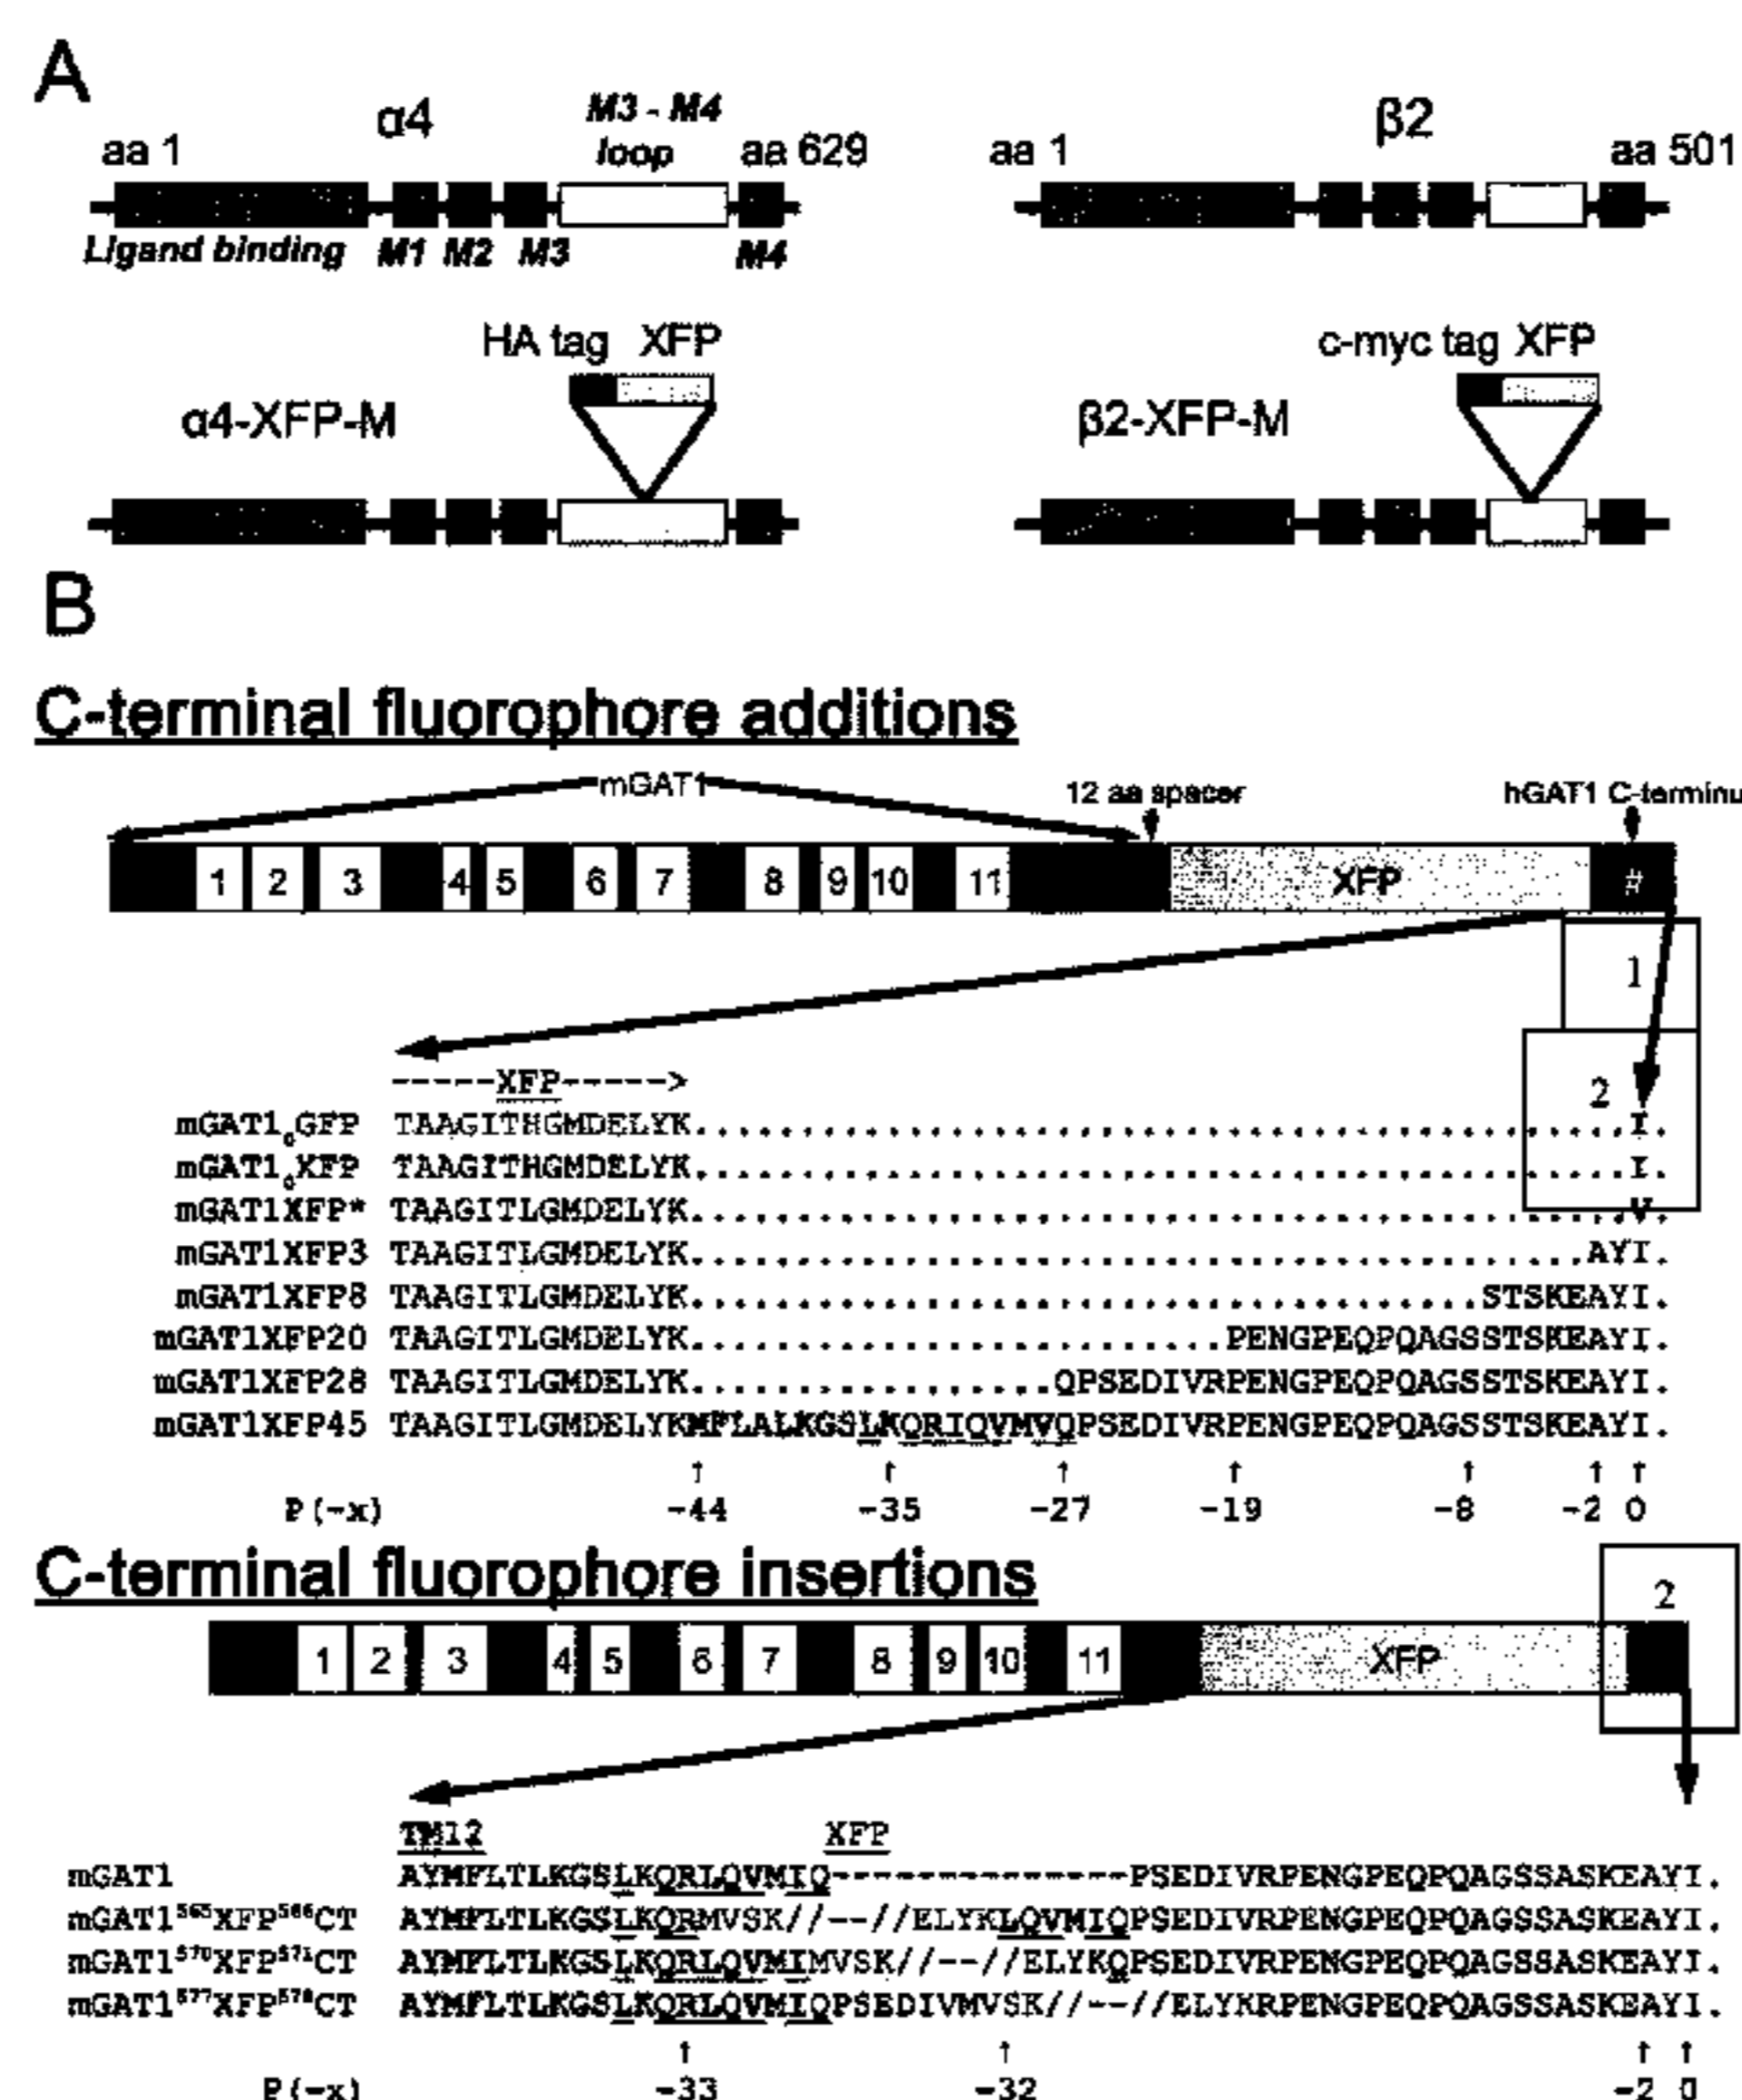 A
α4
M3 - M4
loop
aa 1
aa 629
Ligand binding
M1 M2 M3
M4
β2
aa 1
aa 501
HA tag XFP
α4-XFP-M
c-myc tag XFP
β2-XFP-M
B
C-terminal fluorophore additions
mGAT1
12 aa spacer
hGAT1 C-terminu
1 2 3 4 5 6 7 8 9 10 11 XFP #
1
2
-----XFP----->
mGAT1cGFP TAAGITHGMDELYK............................................I.
mGAT1cXFP TAAGITHGMDELYK............................................I.
mGAT1XFP* TAAGITLGMDELYK............................................V.
mGAT1XFP3 TAAGITLGMDELYK..........................................AYI.
mGAT1XFP8 TAAGITLGMDELYK.....................................STSKEAYI.
mGAT1XFP20 TAAGITLGMDELYK.........................PENGPEQPQAGSSTSKEAYI.
mGAT1XFP28 TAAGITLGMDELYK.................QPSEDIVRPENGPEQPQAGSSTSKEAYI.
mGAT1XFP45 TAAGITLGMDELYKMFLALKGSLKQRIQVMVQPSEDIVRPENGPEQPQAGSSTSKEAYI.
↑ ↑ ↑ ↑ ↑ ↑ ↑
P(-x) -44 -35 -27 -19 -8 -2 0
C-terminal fluorophore insertions
2
1 2 3 4 5 6 7 8 9 10 11 XFP
TM12 XFP
mGAT1 AYMFLTLKGSLKQRLQVMIQ--------------PSEDIVRPENGPEQPQAGSSASKEAYI.
mGAT1⁵⁶⁵XFP⁵⁶⁶CT AYMFLTLKGSLKQRMVSK//--//ELYKLQVMIQPSEDIVRPENGPEQPQAGSSASKEAYI.
mGAT1⁵⁷⁰XFP⁵⁷¹CT AYMFLTLKGSLKQRLQVMIMVSK//--//ELYKQPSEDIVRPENGPEQPQAGSSASKEAYI.
mGAT1⁵⁷⁷XFP⁵⁷⁸CT AYMFLTLKGSLKQRLQVMIQPSEDIVMVSK//--//ELYKRPENGPEQPQAGSSASKEAYI.
↑ ↑ ↑ ↑
P(-x) -33 -32 -2 0